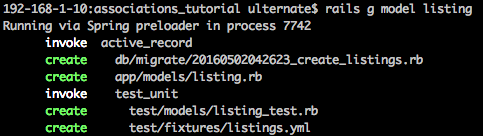 192-168-1-10:associations_tutorial ulternate$ rails g model listing
Running via Spring preloader in process 7742
invoke active_record
create db/migrate/20160502042623_create_listings.rb
create app/models/listing.rb
invoke test_unit
create test/models/listing_test.rb
create test/fixtures/listings.yml